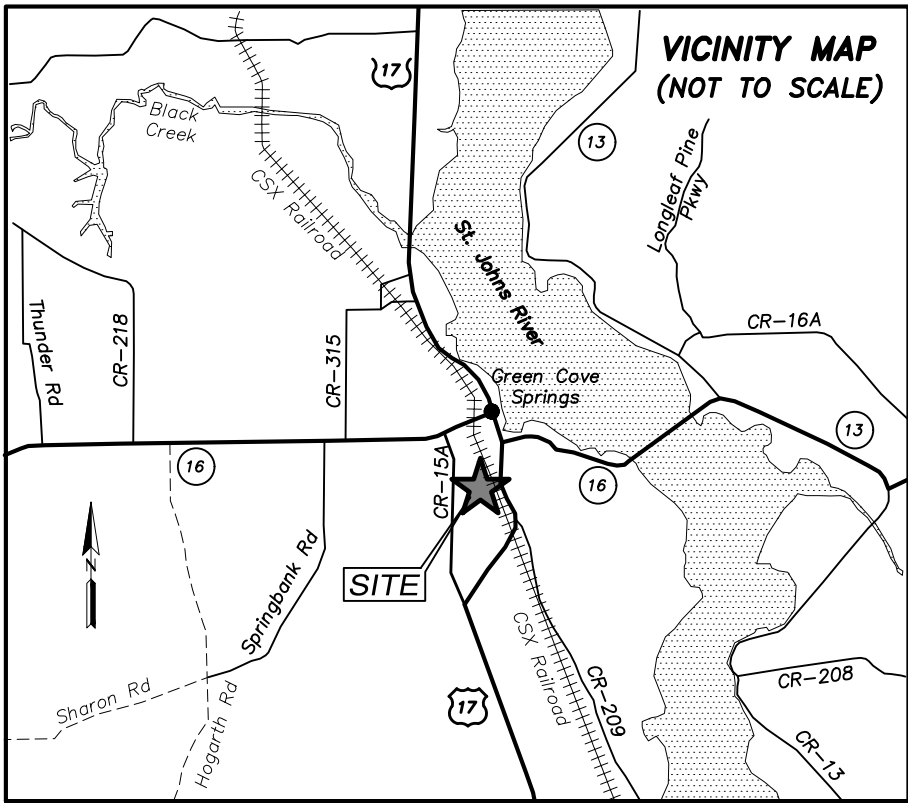 VICINITY MAP
(NOT TO SCALE)
17
Black
Creek
13
Longleaf Pine
Pkwy
CSX Railroad
St. Johns River
Thunder Rd
CR-218
CR-315
CR-16A
Green Cove
Springs
13
16
CR-15A
16
SITE
N
Springbank Rd
Sharon Rd
Hogarth Rd
17
CSX Railroad
CR-209
CR-208
CR-13